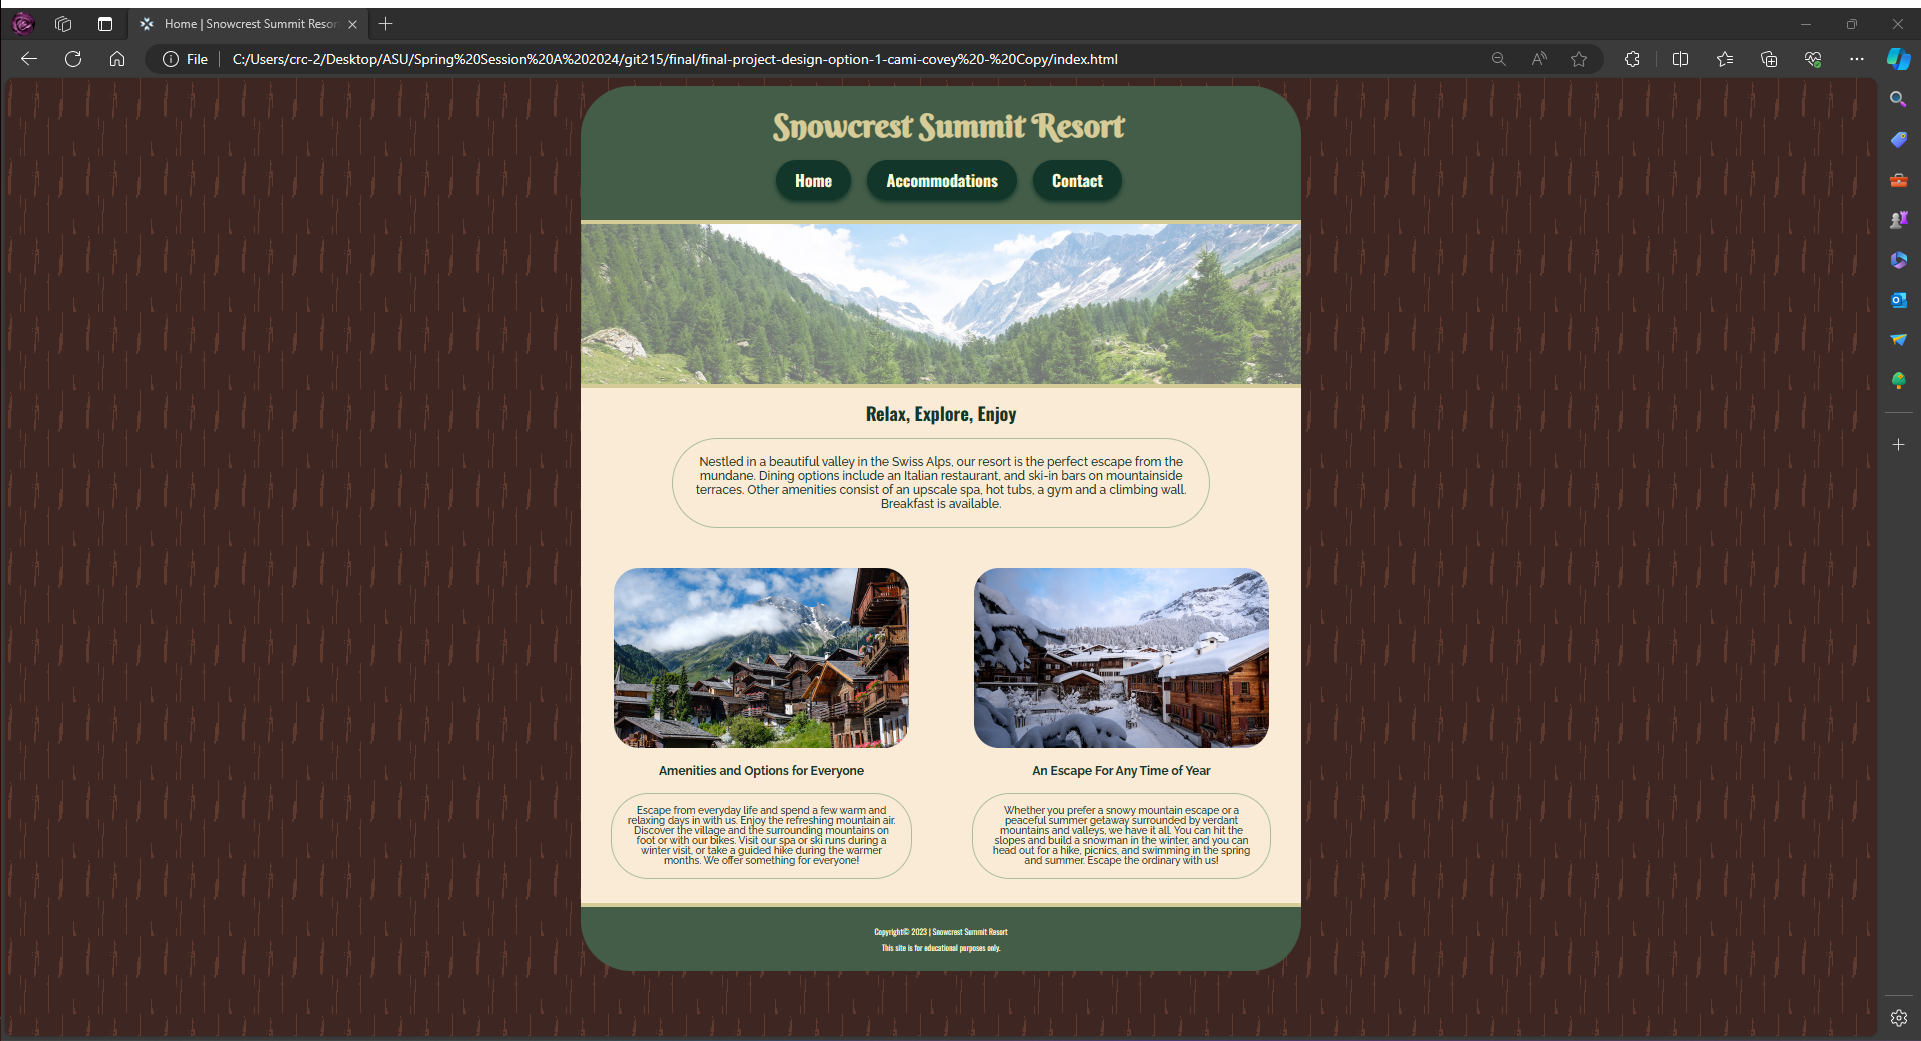 Home | Snowcrest Summit Resor
File
C:/Users/crc-2/Desktop/ASU/Spring%20Session%20A%202024/git215/final/final-project-design-option-1-cami-covey%20-%20Copy/index.html
Snowcrest Summit Resort
Home
Accommodations
Contact
Relax, Explore, Enjoy
Nestled in a beautiful valley in the Swiss Alps, our resort is the perfect escape from the
mundane. Dining options include an Italian restaurant, and ski-in bars on mountainside
terraces. Other amenities consist of an upscale spa, hot tubs, a gym and a climbing wall.
Breakfast is available.
Amenities and Options for Everyone
Escape from everyday life and spend a few warm and
relaxing days in with us. Enjoy the refreshing mountain air.
Discover the village and the surrounding mountains on
foot or with our bikes. Visit our spa or ski runs during a
winter visit, or take a guided hike during the warmer
months. We offer something for everyone!
An Escape For Any Time of Year
Whether you prefer a snowy mountain escape or a
peaceful summer getaway surrounded by verdant
mountains and valleys, we have it all. You can hit the
slopes and build a snowman in the winter, and you can
head out for a hike, picnics, and swimming in the spring
and summer. Escape the ordinary with us!
Copyright© 2023 | Snowcrest Summit Resort
This site is for educational purposes only.